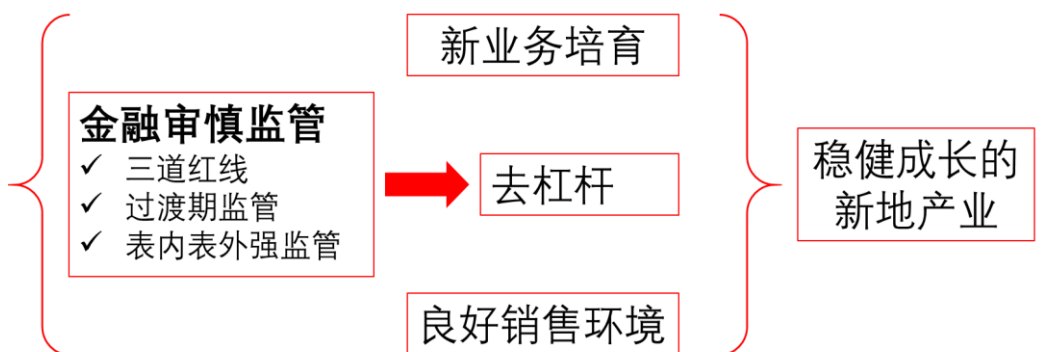 新业务培育
金融审慎监管
✓ 三道红线
✓ 过渡期监管
✓ 表内表外强监管
去杠杆
良好销售环境
稳健成长的
新地产业